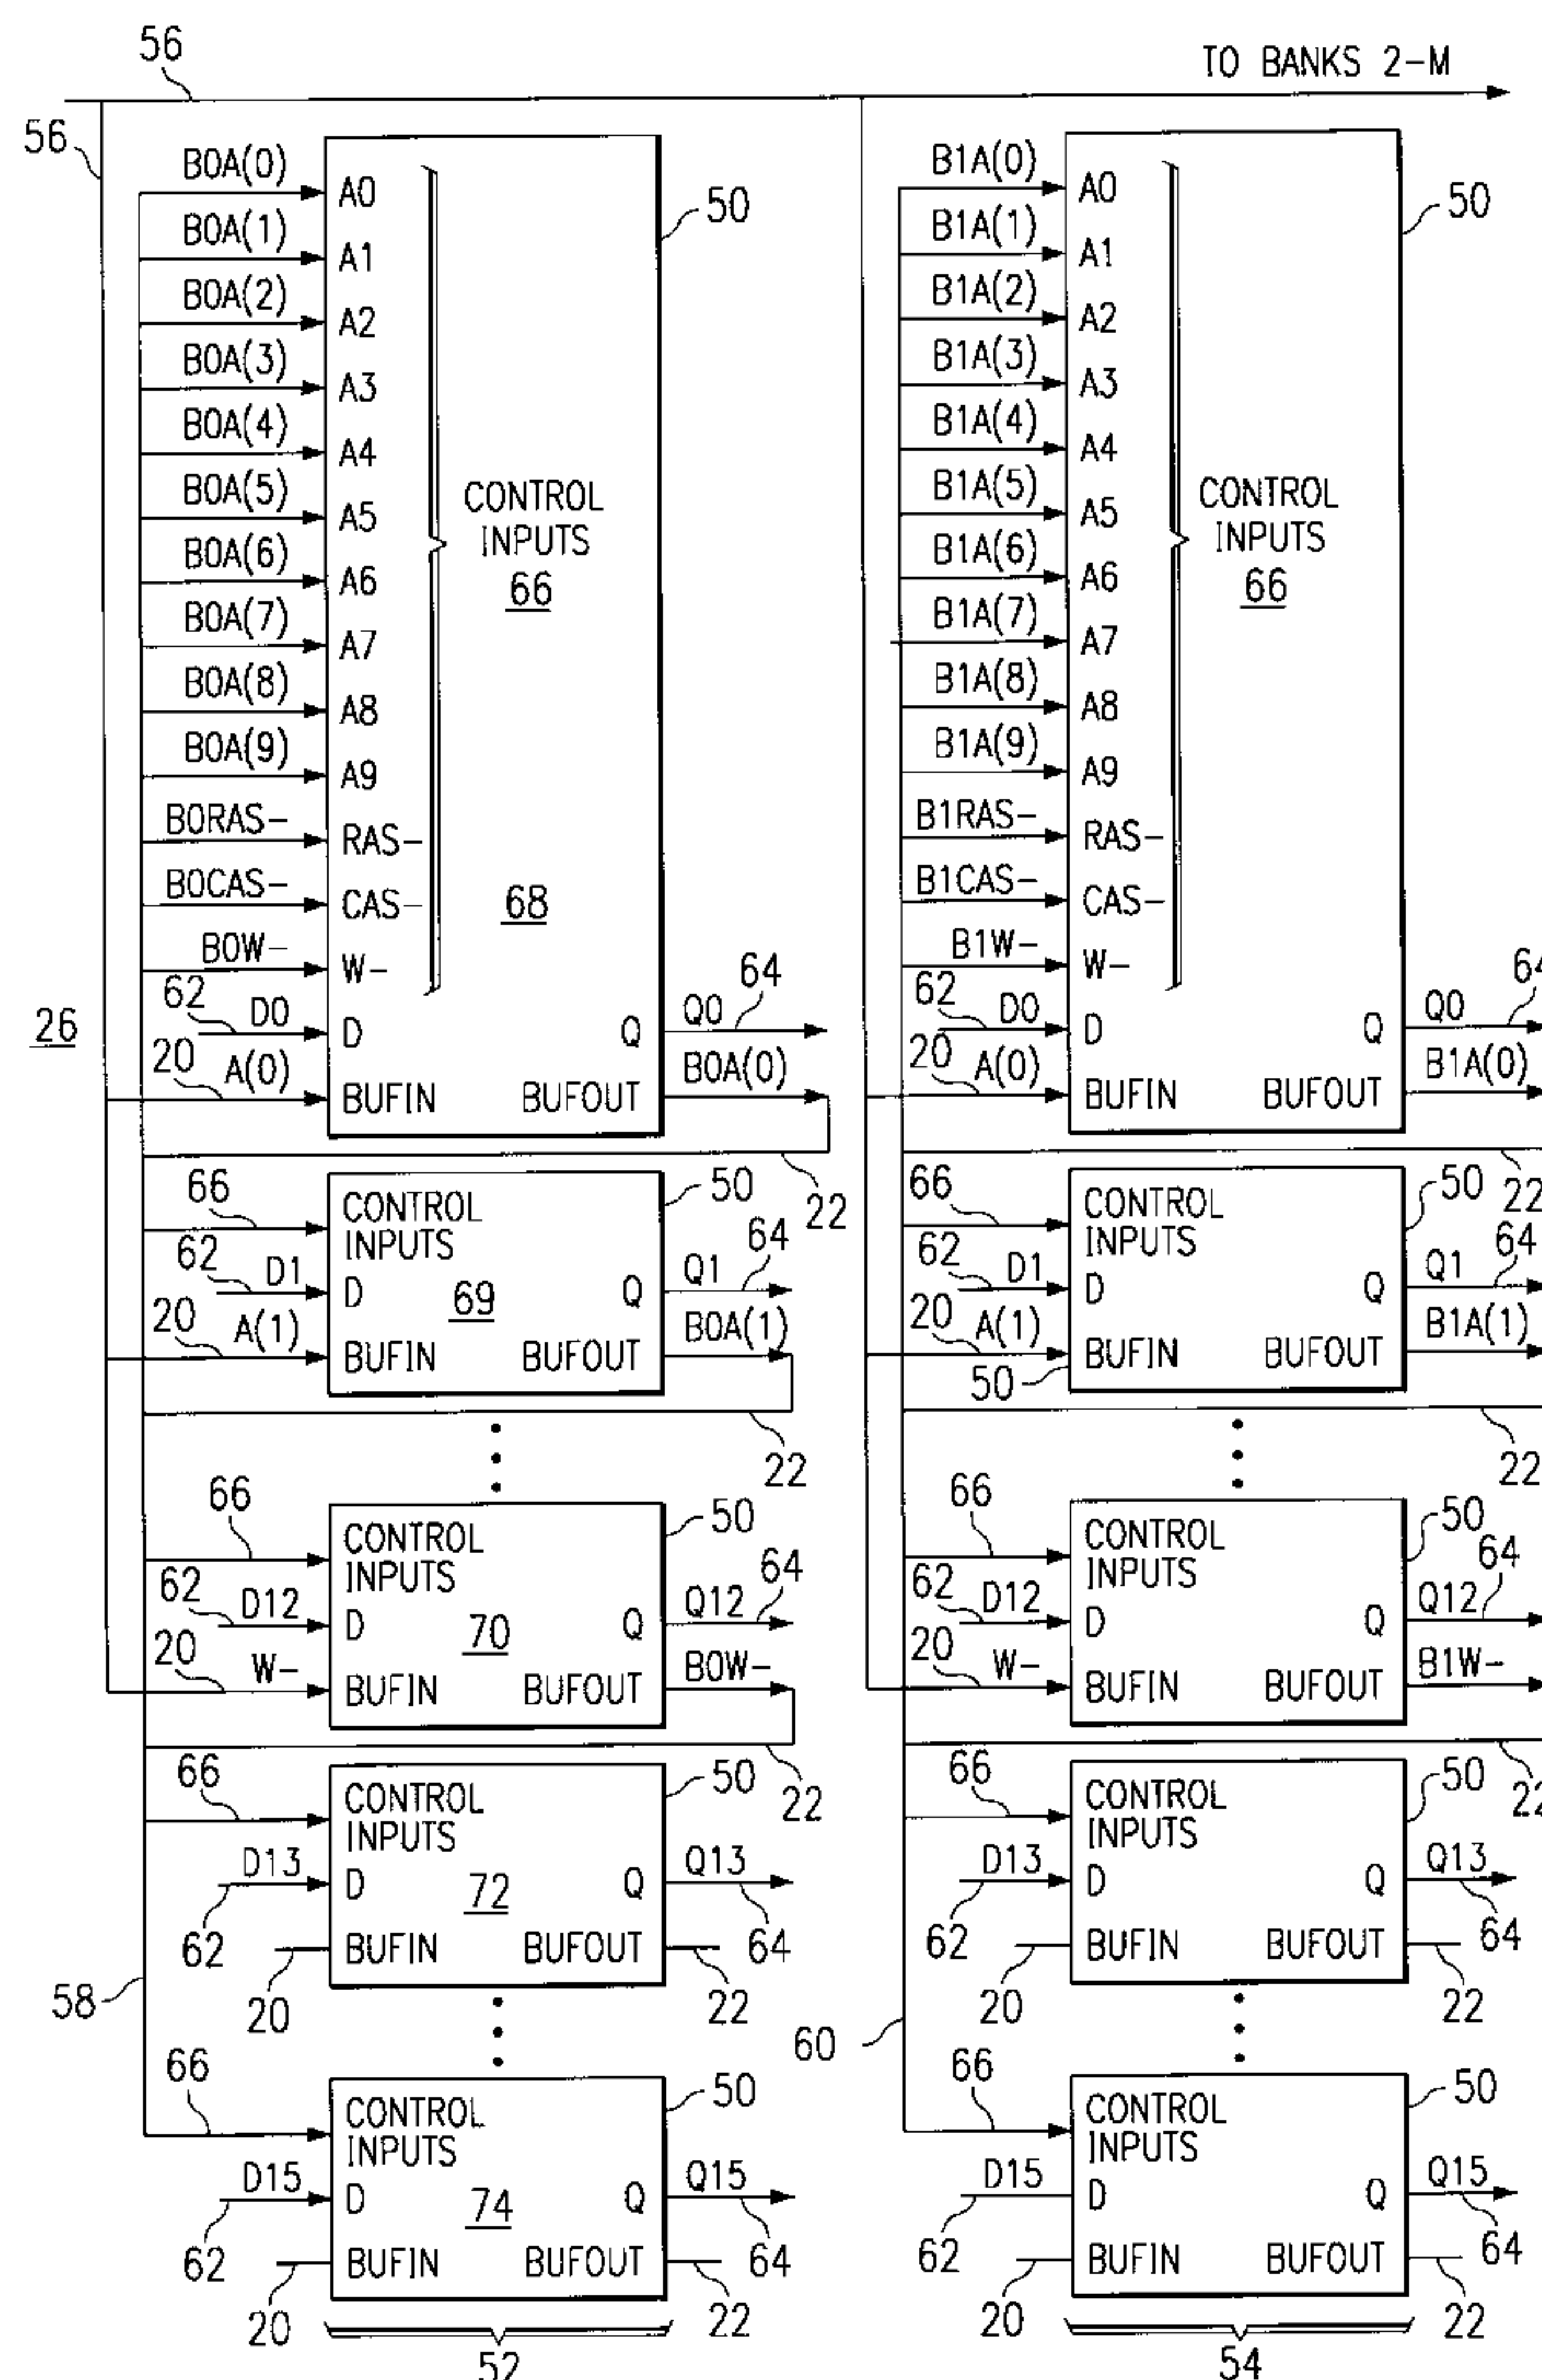 56
TO BANKS 2-M
56
B0A(0)
A0
50
B0A(1)
A1
B0A(2)
A2
B0A(3)
A3
B0A(4)
A4
B0A(5)
A5
CONTROL
INPUTS
66
B0A(6)
A6
B0A(7)
A7
B0A(8)
A8
B0A(9)
A9
B0RAS-
RAS-
B0CAS-
CAS-
68
B0W-
W-
26
62
D0
D
Q
Q0
64
20
A(0)
BUFIN
BUFOUT
B0A(0)
22
66
CONTROL
INPUTS
50
62
D1
D
69
Q
Q1
64
20
A(1)
BUFIN
BUFOUT
B0A(1)
22
66
CONTROL
INPUTS
50
62
D12
D
70
Q
Q12
64
20
W-
BUFIN
BUFOUT
B0W-
22
66
CONTROL
INPUTS
50
D13
62
D
72
Q
Q13
64
20
BUFIN
BUFOUT
22
58
66
CONTROL
INPUTS
50
D15
62
D
74
Q
Q15
64
20
BUFIN
BUFOUT
22
52
B1A(0)
A0
50
B1A(1)
A1
B1A(2)
A2
B1A(3)
A3
B1A(4)
A4
B1A(5)
A5
CONTROL
INPUTS
66
B1A(6)
A6
B1A(7)
A7
B1A(8)
A8
B1A(9)
A9
B1RAS-
RAS-
B1CAS-
CAS-
B1W-
W-
62
D0
D
Q
Q0
64
20
A(0)
BUFIN
BUFOUT
B1A(0)
22
66
CONTROL
INPUTS
50
62
D1
D
Q
Q1
64
20
A(1)
BUFIN
BUFOUT
B1A(1)
50
22
66
CONTROL
INPUTS
50
62
D12
D
Q
Q12
64
20
W-
BUFIN
BUFOUT
B1W-
22
66
CONTROL
INPUTS
50
D13
62
D
Q
Q13
64
20
BUFIN
BUFOUT
22
60
66
CONTROL
INPUTS
50
D15
62
D
Q
Q15
64
20
BUFIN
BUFOUT
22
54